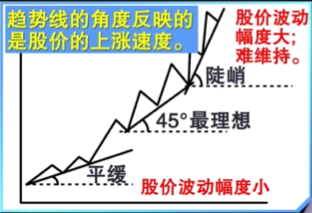 趋势线的角度反映的
是股价的上涨速度。
股价波动
幅度大;
难维持。
陡峭
45°最理想
平缓
股价波动幅度小